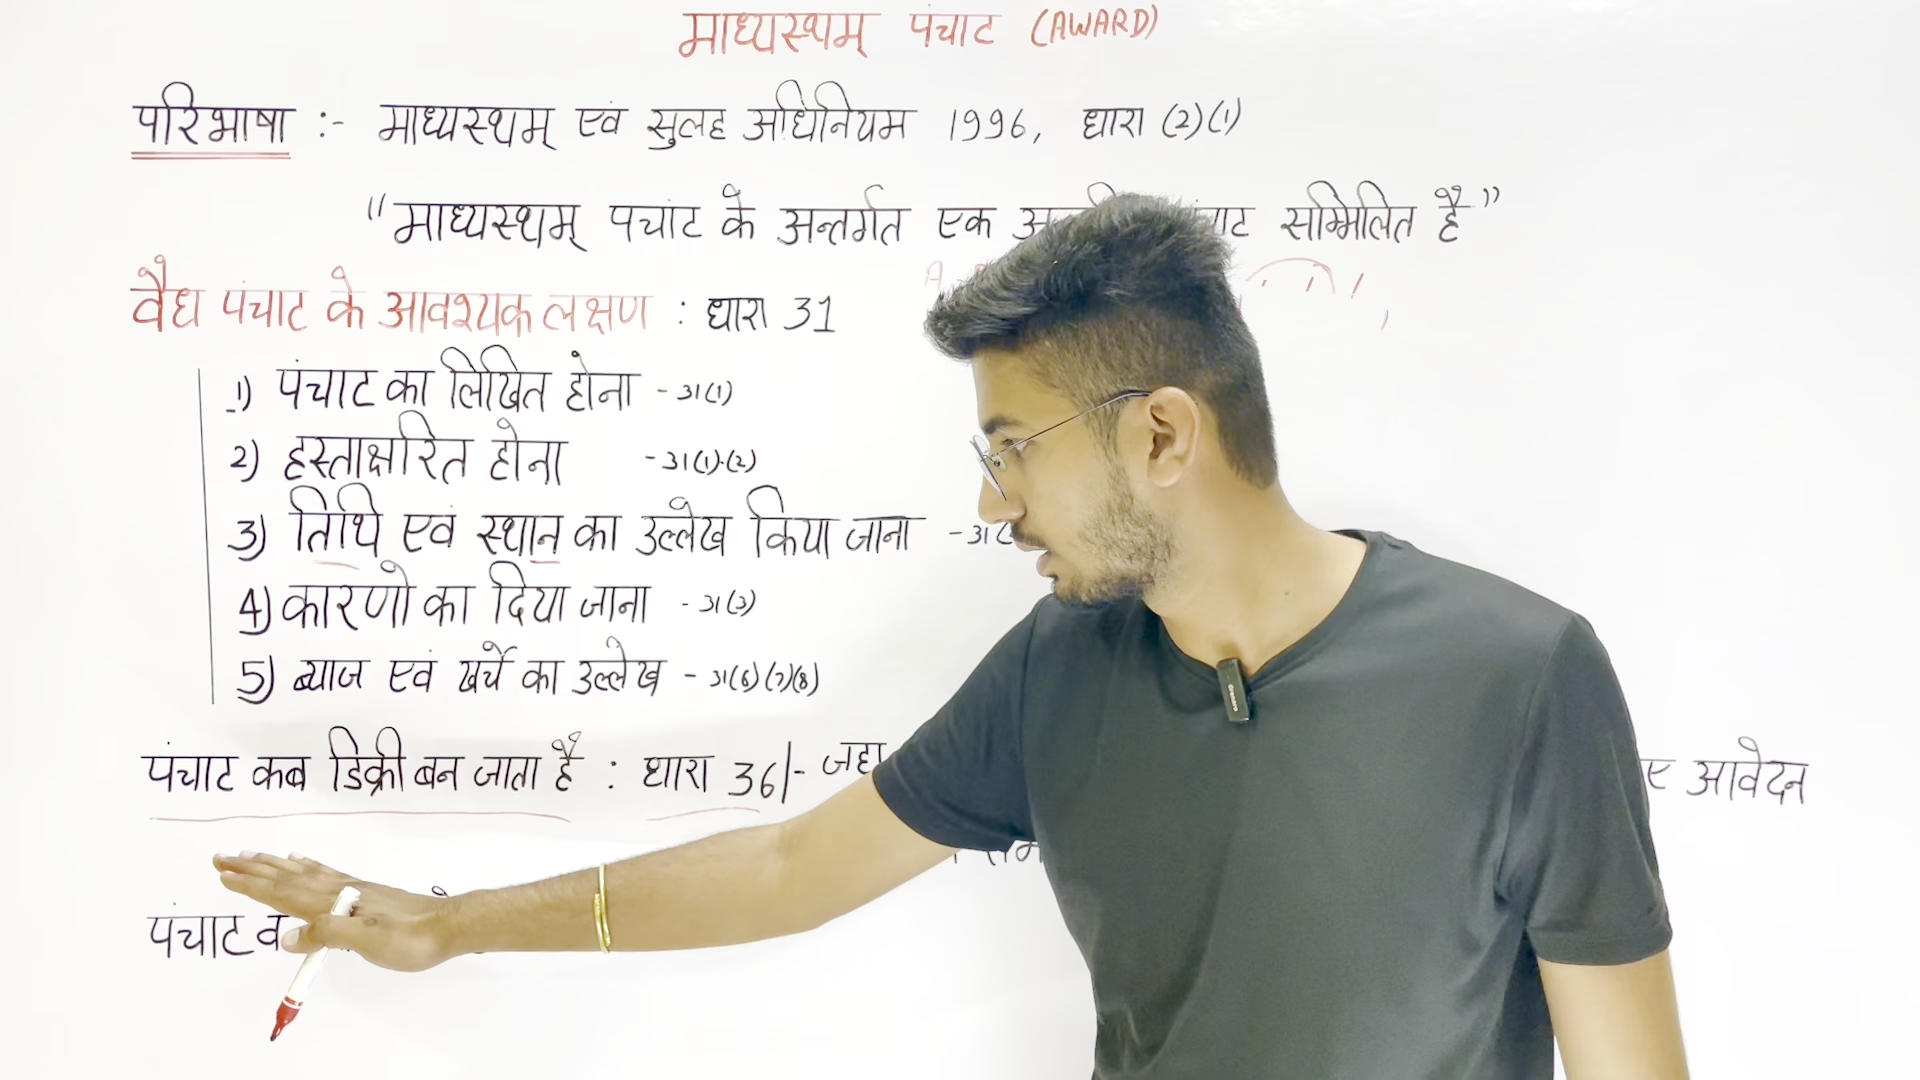 माध्यस्थम् पंचाट (AWARD)
परिभाषा :- माध्यस्थम् एवं सुलह अधिनियम 1996, धारा (2)(1)
"माध्यस्थम् पचांट के अन्तर्गत एक सम्मिलित है"
वैध पंचाट के आवश्यक लक्षण : धारा 31
1) पंचाट का लिखित होना - 31(1)
2) हस्ताक्षरित होना - 31(1)·(2)
3) तिथि एवं स्थान का उल्लेख किया जाना - 31(
4) कारणो का दिया जाना - 31(3)
5) ब्याज एवं खर्चे का उल्लेख - 31(6)(7)(8)
पंचाट कब डिक्री बन जाता है : धारा 36/- जहा आवेदन
पंचाट